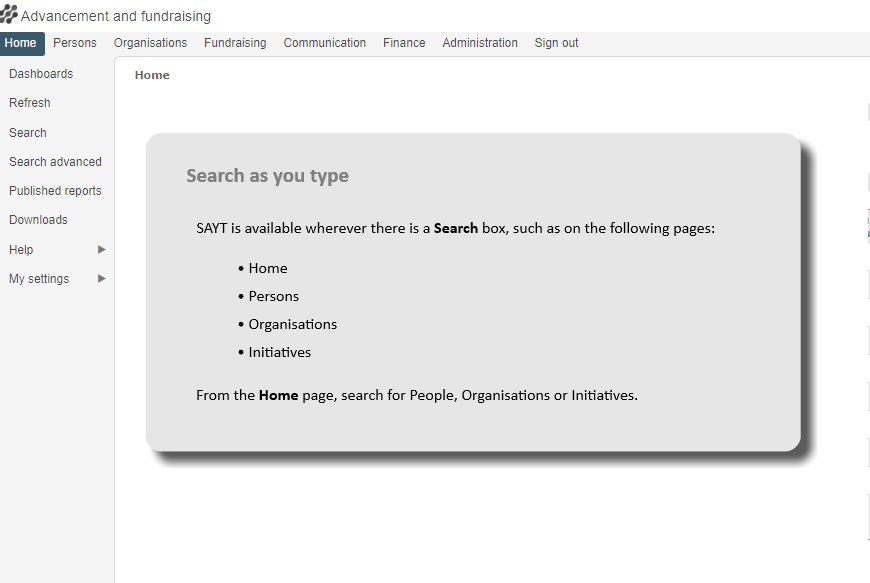 Advancement and fundraising
Home Persons Organisations Fundraising Communication Finance Administration Sign out
Dashboards
Refresh
Search
Search advanced
Published reports
Downloads
Help
My settings
Home
Search as you type
SAYT is available wherever there is a Search box, such as on the following pages:
• Home
• Persons
• Organisations
• Initiatives
From the Home page, search for People, Organisations or Initiatives.